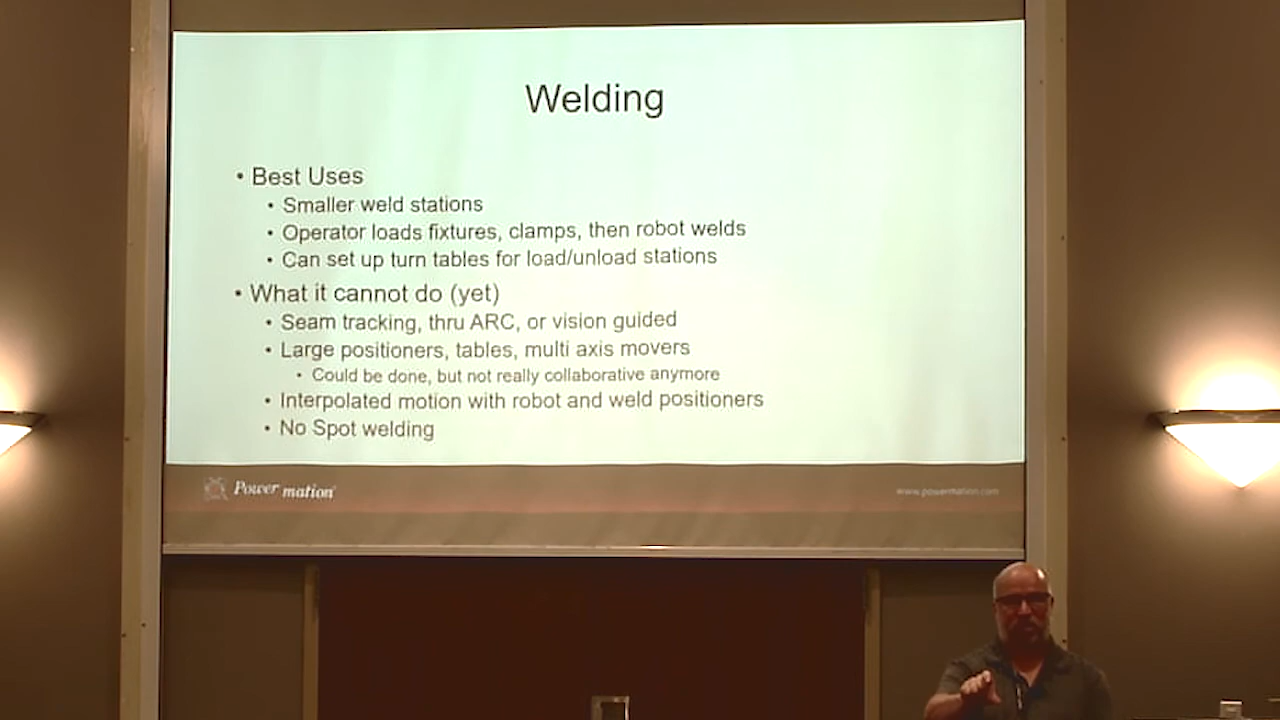 Welding
• Best Uses
• Smaller weld stations
• Operator loads fixtures, clamps, then robot welds
• Can set up turn tables for load/unload stations
• What it cannot do (yet)
• Seam tracking, thru ARC, or vision guided
• Large positioners, tables, multi axis movers
• Could be done, but not really collaborative anymore
• Interpolated motion with robot and weld positioners
• No Spot welding
Power mation
www.powermation.com